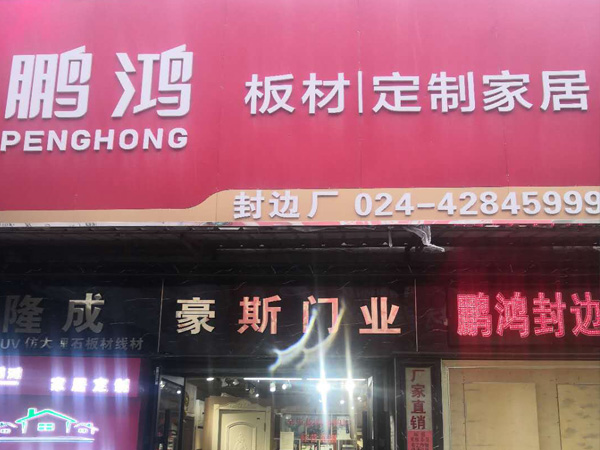 鹏鸿
PENGHONG
板材|定制家居
封边厂 024-42845999
隆成
UV仿大理石板材线材
豪斯门业
鹏鸿封边
家居定制
厂家直销